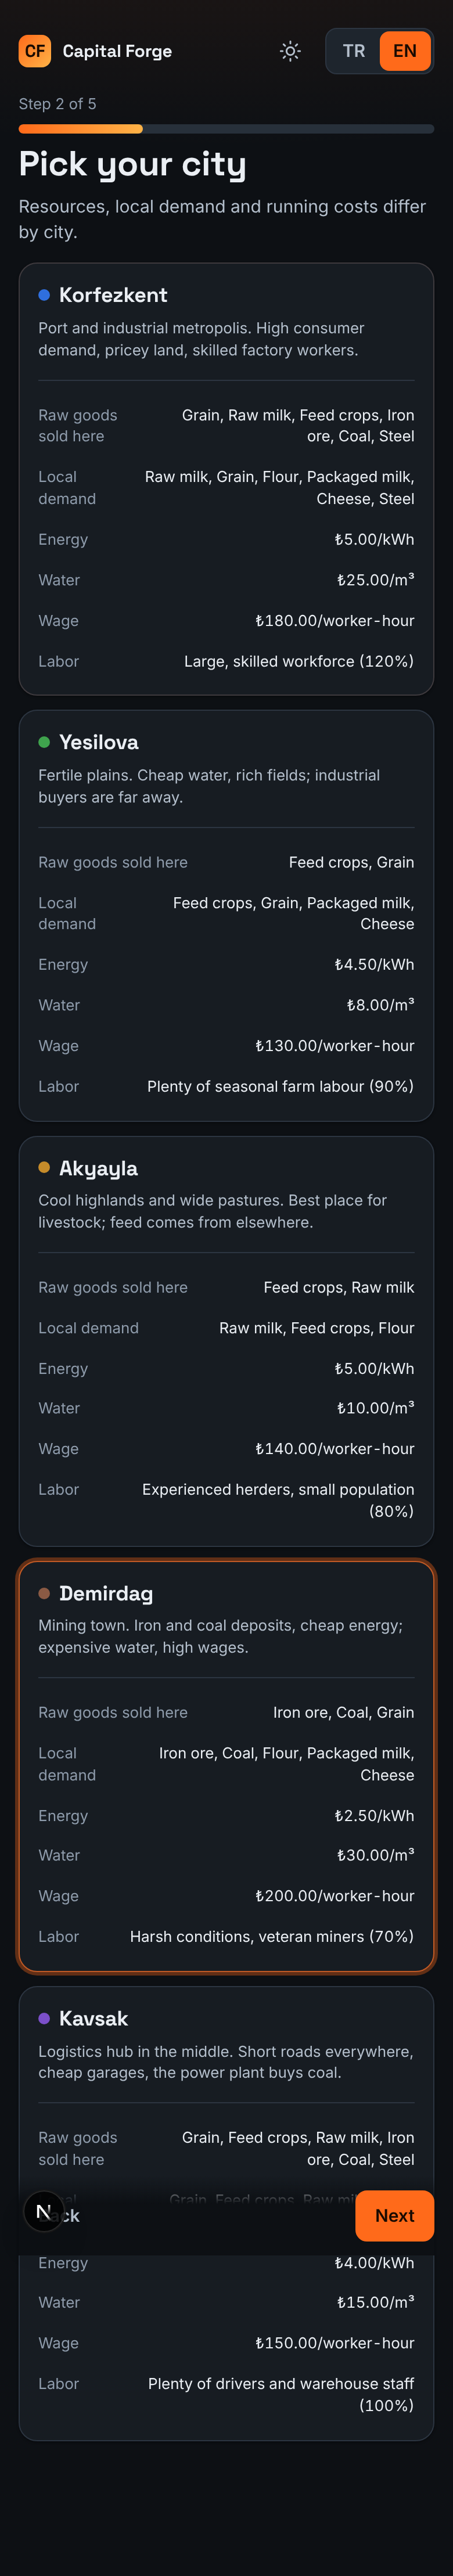 CF Capital Forge TR EN
Step 2 of 5
Pick your city
Resources, local demand and running costs differ
by city.
Korfezkent
Port and industrial metropolis. High consumer
demand, pricey land, skilled factory workers.
Raw goods sold here
Grain, Raw milk, Feed crops, Iron
ore, Coal, Steel
Local demand
Raw milk, Grain, Flour, Packaged milk,
Cheese, Steel
Energy ₺5.00/kWh
Water ₺25.00/m³
Wage ₺180.00/worker-hour
Labor Large, skilled workforce (120%)
Yesilova
Fertile plains. Cheap water, rich fields; industrial
buyers are far away.
Raw goods sold here Feed crops, Grain
Local demand
Feed crops, Grain, Packaged milk,
Cheese
Energy ₺4.50/kWh
Water ₺8.00/m³
Wage ₺130.00/worker-hour
Labor Plenty of seasonal farm labour (90%)
Akyayla
Cool highlands and wide pastures. Best place for
livestock; feed comes from elsewhere.
Raw goods sold here Feed crops, Raw milk
Local demand Raw milk, Feed crops, Flour
Energy ₺5.00/kWh
Water ₺10.00/m³
Wage ₺140.00/worker-hour
Labor Experienced herders, small population
(80%)
Demirdag
Mining town. Iron and coal deposits, cheap energy;
expensive water, high wages.
Raw goods sold here Iron ore, Coal, Grain
Local demand
Iron ore, Coal, Flour, Packaged milk,
Cheese
Energy ₺2.50/kWh
Water ₺30.00/m³
Wage ₺200.00/worker-hour
Labor Harsh conditions, veteran miners (70%)
Kavsak
Logistics hub in the middle. Short roads everywhere,
cheap garages, the power plant buys coal.
Raw goods sold here
Grain, Feed crops, Raw milk, Iron
ore, Coal, Steel
Grain, Feed crops, Raw
N Next
Energy ₺4.00/kWh
Water ₺15.00/m³
Wage ₺150.00/worker-hour
Labor Plenty of drivers and warehouse staff
(100%)